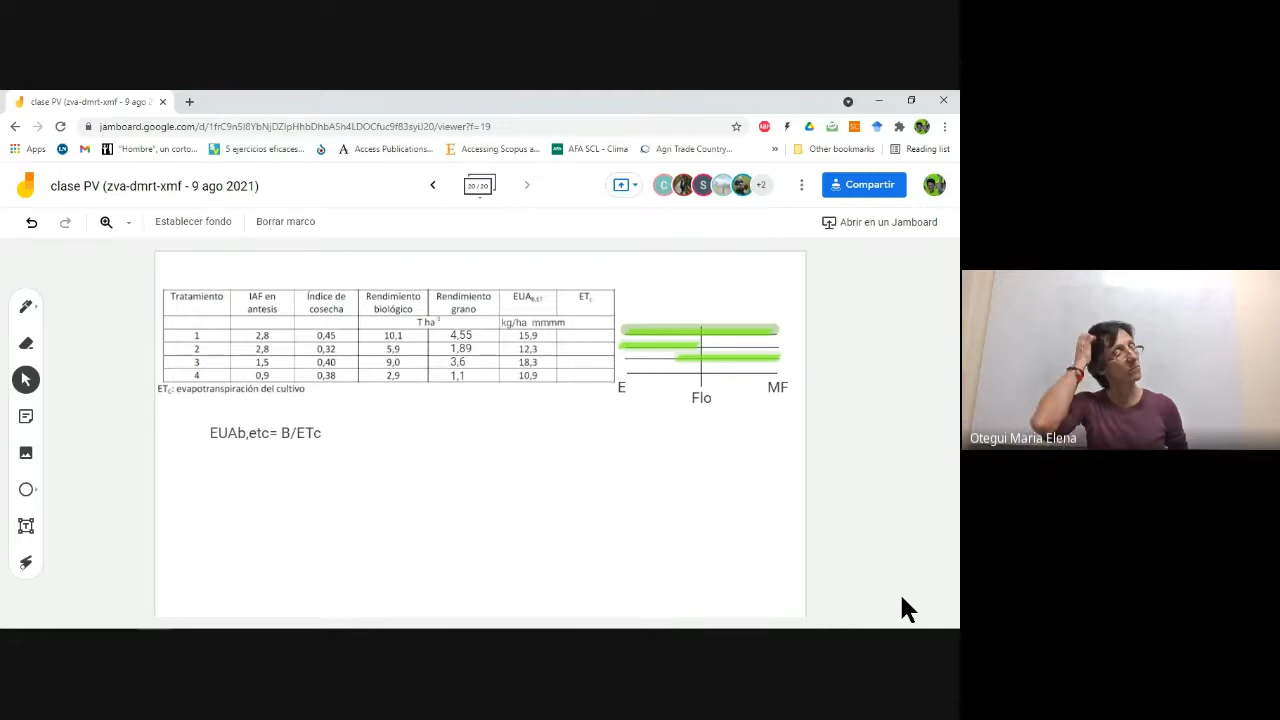 clase PV (zva-dmrt-xmf - 9 ago 2
jamboard.google.com/d/1frC9n5l8YbNjDZIpHhbDhbA5h4LDOCfuc9f83syiJ20/viewer?f=19
Apps
"Hombre", un corto...
5 ejercicios eficaces...
Access Publications...
Accessing Scopus a...
AFA SCL - Clima
Agri Trade Country...
»
Other bookmarks
Reading list
clase PV (zva-dmrt-xmf - 9 ago 2021)
20 / 20
C
S
+2
Compartir
Establecer fondo
Borrar marco
Abrir en un Jamboard
Tratamiento IAF en antesis Índice de cosecha Rendimiento biológico Rendimiento grano EUAB,ET ETc
T ha-1 kg/ha mmmm
1 2,8 0,45 10,1 4,55 15,9
2 2,8 0,32 5,9 1,89 12,3
3 1,5 0,40 9,0 3,6 18,3
4 0,9 0,38 2,9 1,1 10,9
ETC: evapotranspiración del cultivo
E
Flo
MF
EUAb,etc= B/ETc
Otegui Maria Elena